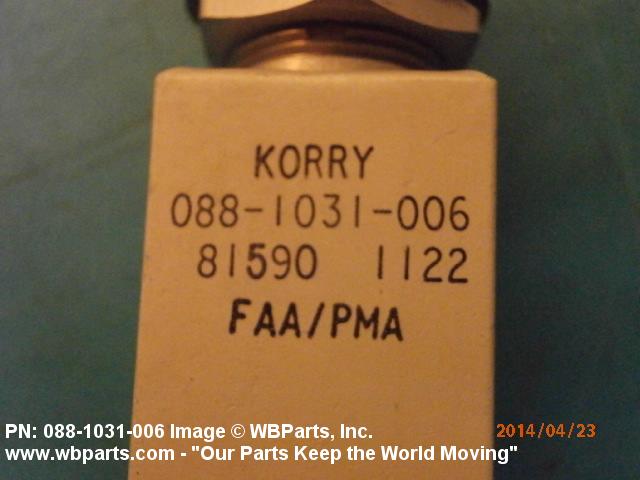 KORRY
088-1031-006
81590 1122
FAA/PMA
PN: 088-1031-006 Image © WBParts, Inc. 2014/04/23
www.wbparts.com - "Our Parts Keep the World Moving"